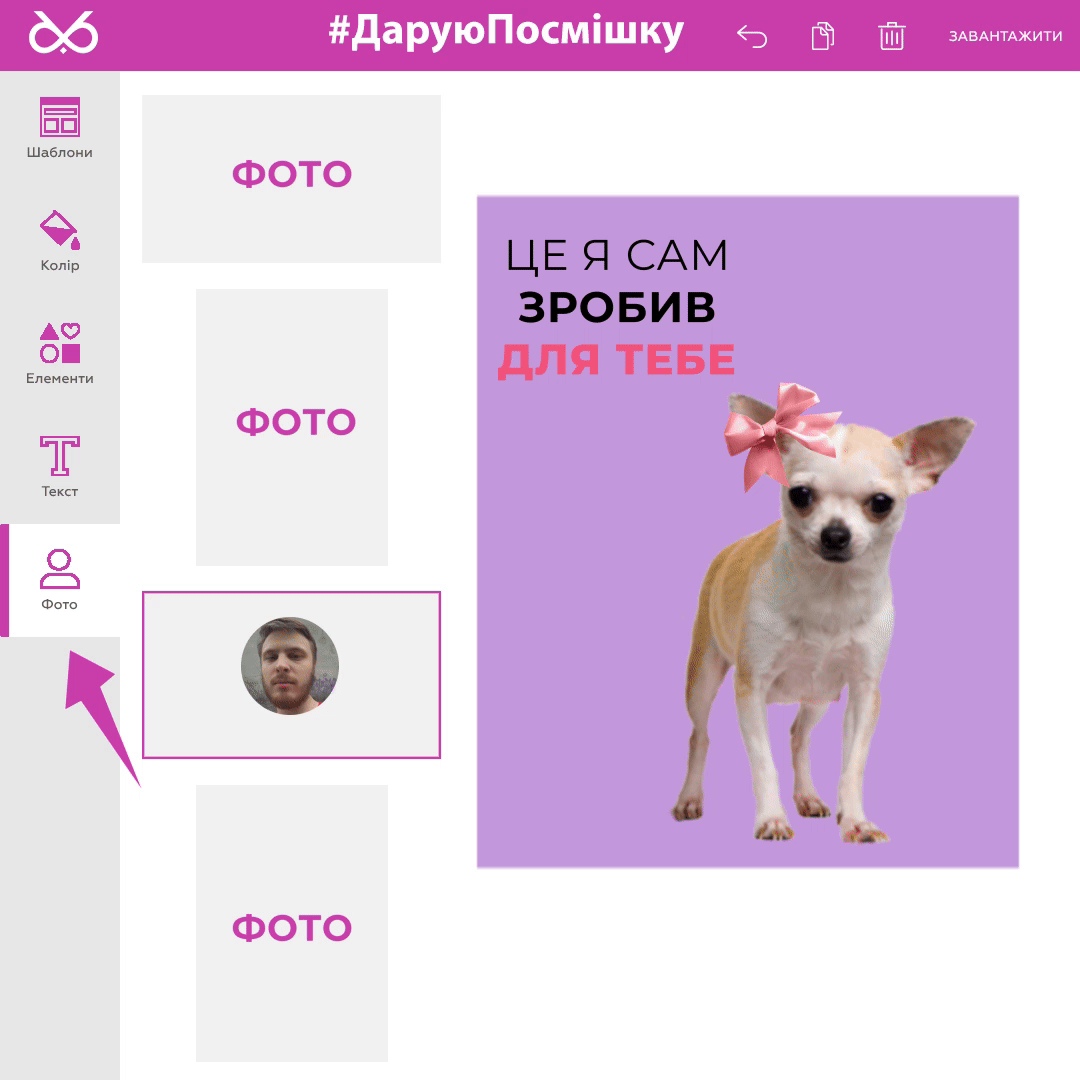 #ДаруюПосмішку
ЗАВАНТАЖИТИ
Шаблони
Колір
Елементи
Текст
Фото
ФОТО
ФОТО
ФОТО
ЦЕ Я САМ
ЗРОБИВ
ДЛЯ ТЕБЕ